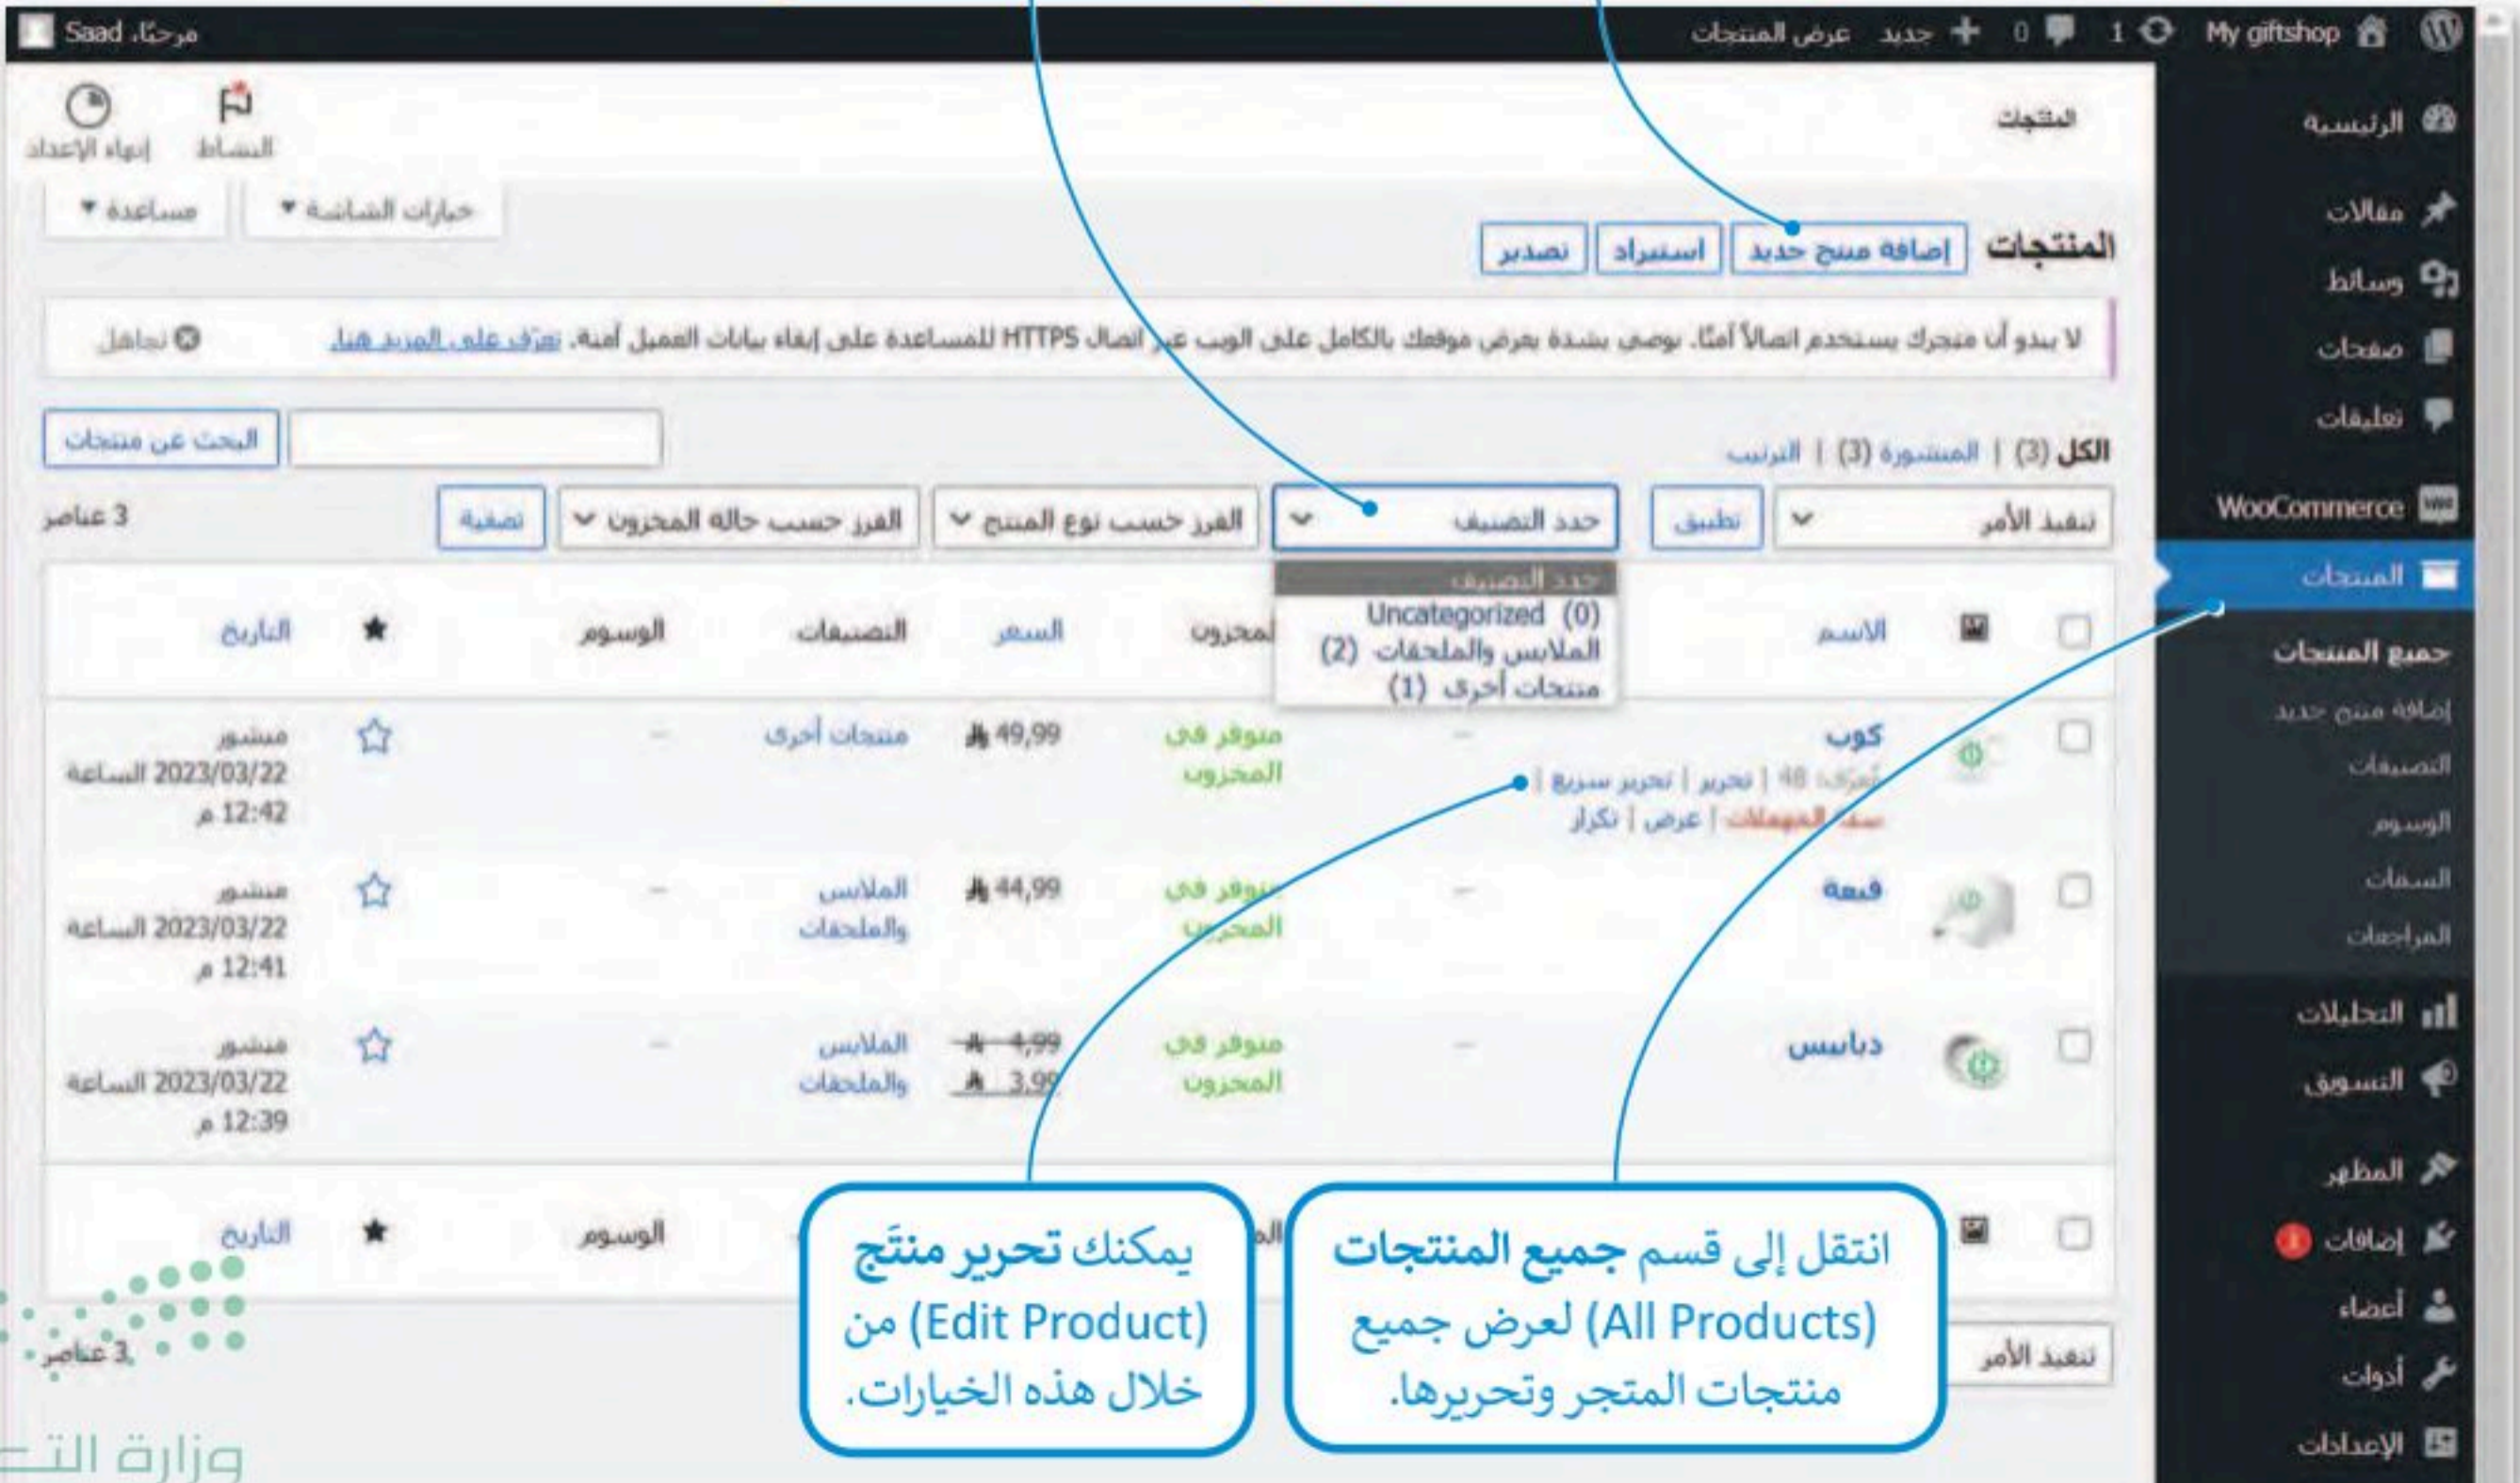 My giftshop 1 0 + جديد عرض المنتجات مرحبًا، Saad
الرئيسية
مقالات
وسائط
صفحات
تعليقات
WooCommerce
المنتجات
جميع المنتجات
إضافة منتج جديد
التصنيفات
الوسوم
السمات
المراجعات
التحليلات
التسويق
المظهر
إضافات
أعضاء
أدوات
الإعدادات
المنتجات
النشاط إنهاء الإعداد
خيارات الشاشة مساعدة
المنتجات إضافة منتج جديد استيراد تصدير
لا يبدو أن متجرك يستخدم اتصالاً آمنًا. نوصي بشدة بعرض موقعك بالكامل على الويب عبر اتصال HTTPS للمساعدة على إبقاء بيانات العميل آمنة. تعرّف على المزيد هنا. تجاهل
الكل (3) | المنشورة (3) | الترتيب
البحث عن منتجات
تنفيذ الأمر تطبيق حدد التصنيف الفرز حسب نوع المنتج الفرز حسب حالة المخزون تصفية 3 عناصر
حدد التصنيف
Uncategorized (0)
الملابس والملحقات (2)
منتجات أخرى (1)
الاسم المخزون السعر التصنيفات الوسوم ★ التاريخ
كوب – متوفر في 49,99 منتجات أخرى – منشور
المعرّف: 48 | تحرير | تحرير سريع | المخزون 2023/03/22 الساعة
سلة المهملات | عرض | تكرار 12:42 م
قبعة – متوفر في 44,99 الملابس – منشور
المخزون والملحقات 2023/03/22 الساعة
12:41 م
دبابيس – متوفر في 4,99 الملابس – منشور
المخزون 3,99 والملحقات 2023/03/22 الساعة
12:39 م
الوسوم ★ التاريخ
تنفيذ الأمر 3 عناصر
انتقل إلى قسم جميع المنتجات
(All Products) لعرض جميع
منتجات المتجر وتحريرها.
يمكنك تحرير منتَج
(Edit Product) من
خلال هذه الخيارات.
وزارة